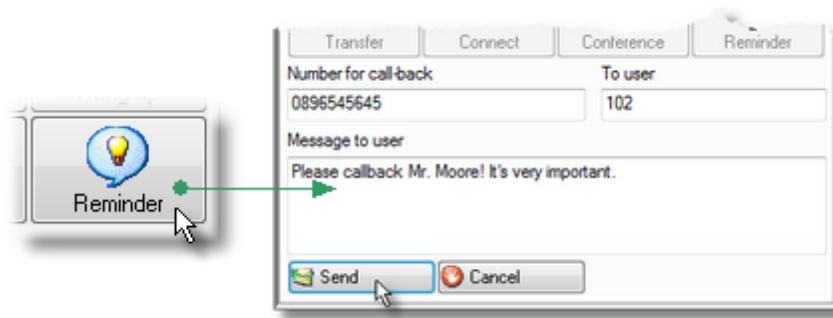 Transfer Connect Conference Reminder
Number for call-back To user
0896545645 102
Message to user
Please callback Mr. Moore! It's very important.
Reminder
Send Cancel